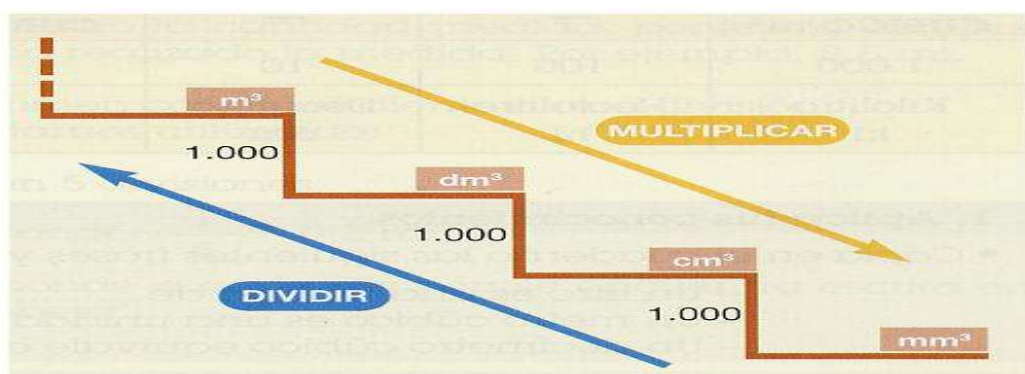 m³
MULTIPLICAR
1.000
dm³
1.000
cm³
DIVIDIR
1.000
mm³